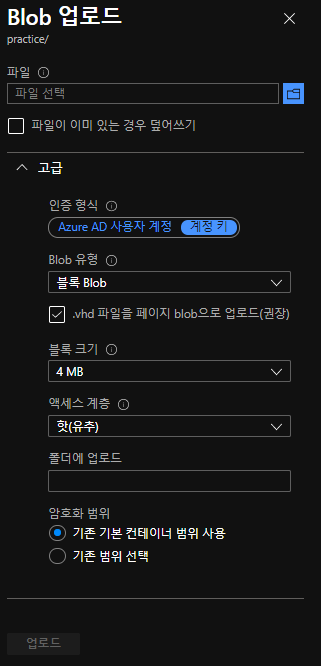 Blob 업로드
practice/
파일
파일 선택
파일이 이미 있는 경우 덮어쓰기
고급
인증 형식
Azure AD 사용자 계정 계정 키
Blob 유형
블록 Blob
.vhd 파일을 페이지 blob으로 업로드(권장)
블록 크기
4 MB
액세스 계층
핫(유추)
폴더에 업로드
암호화 범위
기존 기본 컨테이너 범위 사용
기존 범위 선택
업로드